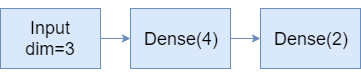 Input
dim=3
Dense(4)
Dense(2)